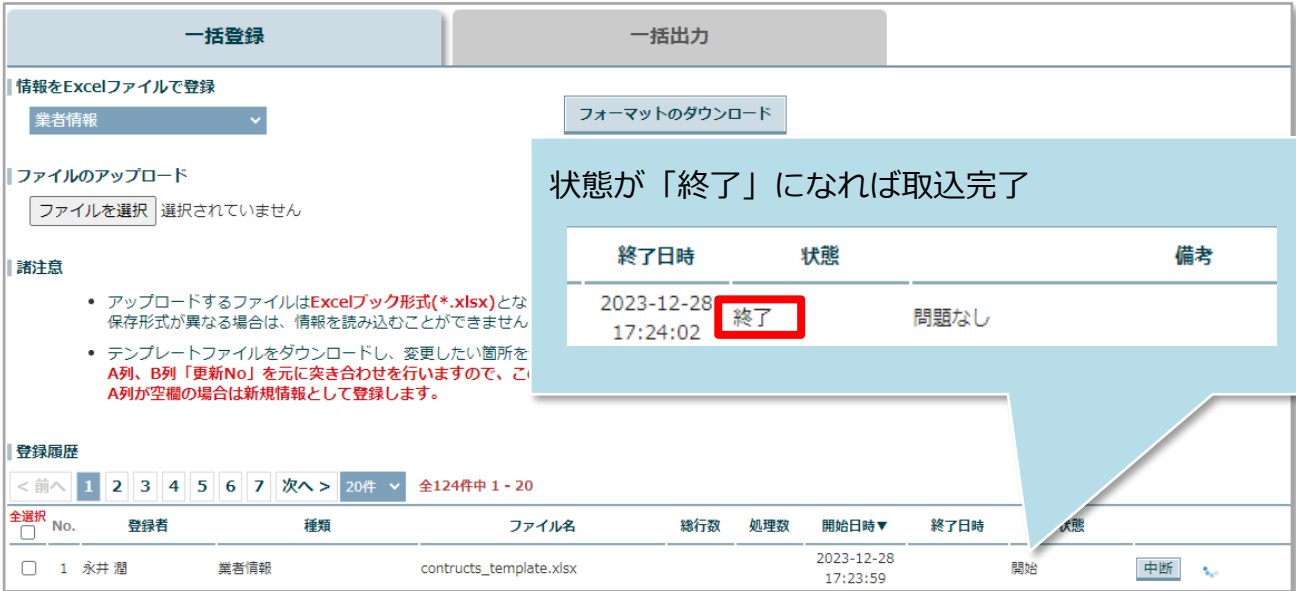 一括登録
一括出力
情報をExcelファイルで登録
業者情報
フォーマットのダウンロード
ファイルのアップロード
ファイルを選択 選択されていません
状態が「終了」になれば取込完了
終了日時 状態 備考
2023-12-28
17:24:02
終了 問題なし
諸注意
• アップロードするファイルはExcelブック形式(*.xlsx)とな
保存形式が異なる場合は、情報を読み込むことができません
• テンプレートファイルをダウンロードし、変更したい箇所を
A列、B列「更新No」を元に突き合わせを行いますので、こ
A列が空欄の場合は新規情報として登録します。
登録履歴
< 前へ 1 2 3 4 5 6 7 次へ > 20件 全124件中 1 - 20
全選択 No. 登録者 種類 ファイル名 総行数 処理数 開始日時▼ 終了日時 状態
1 永井 潤 業者情報 contructs_template.xlsx 2023-12-28
17:23:59
開始 中断